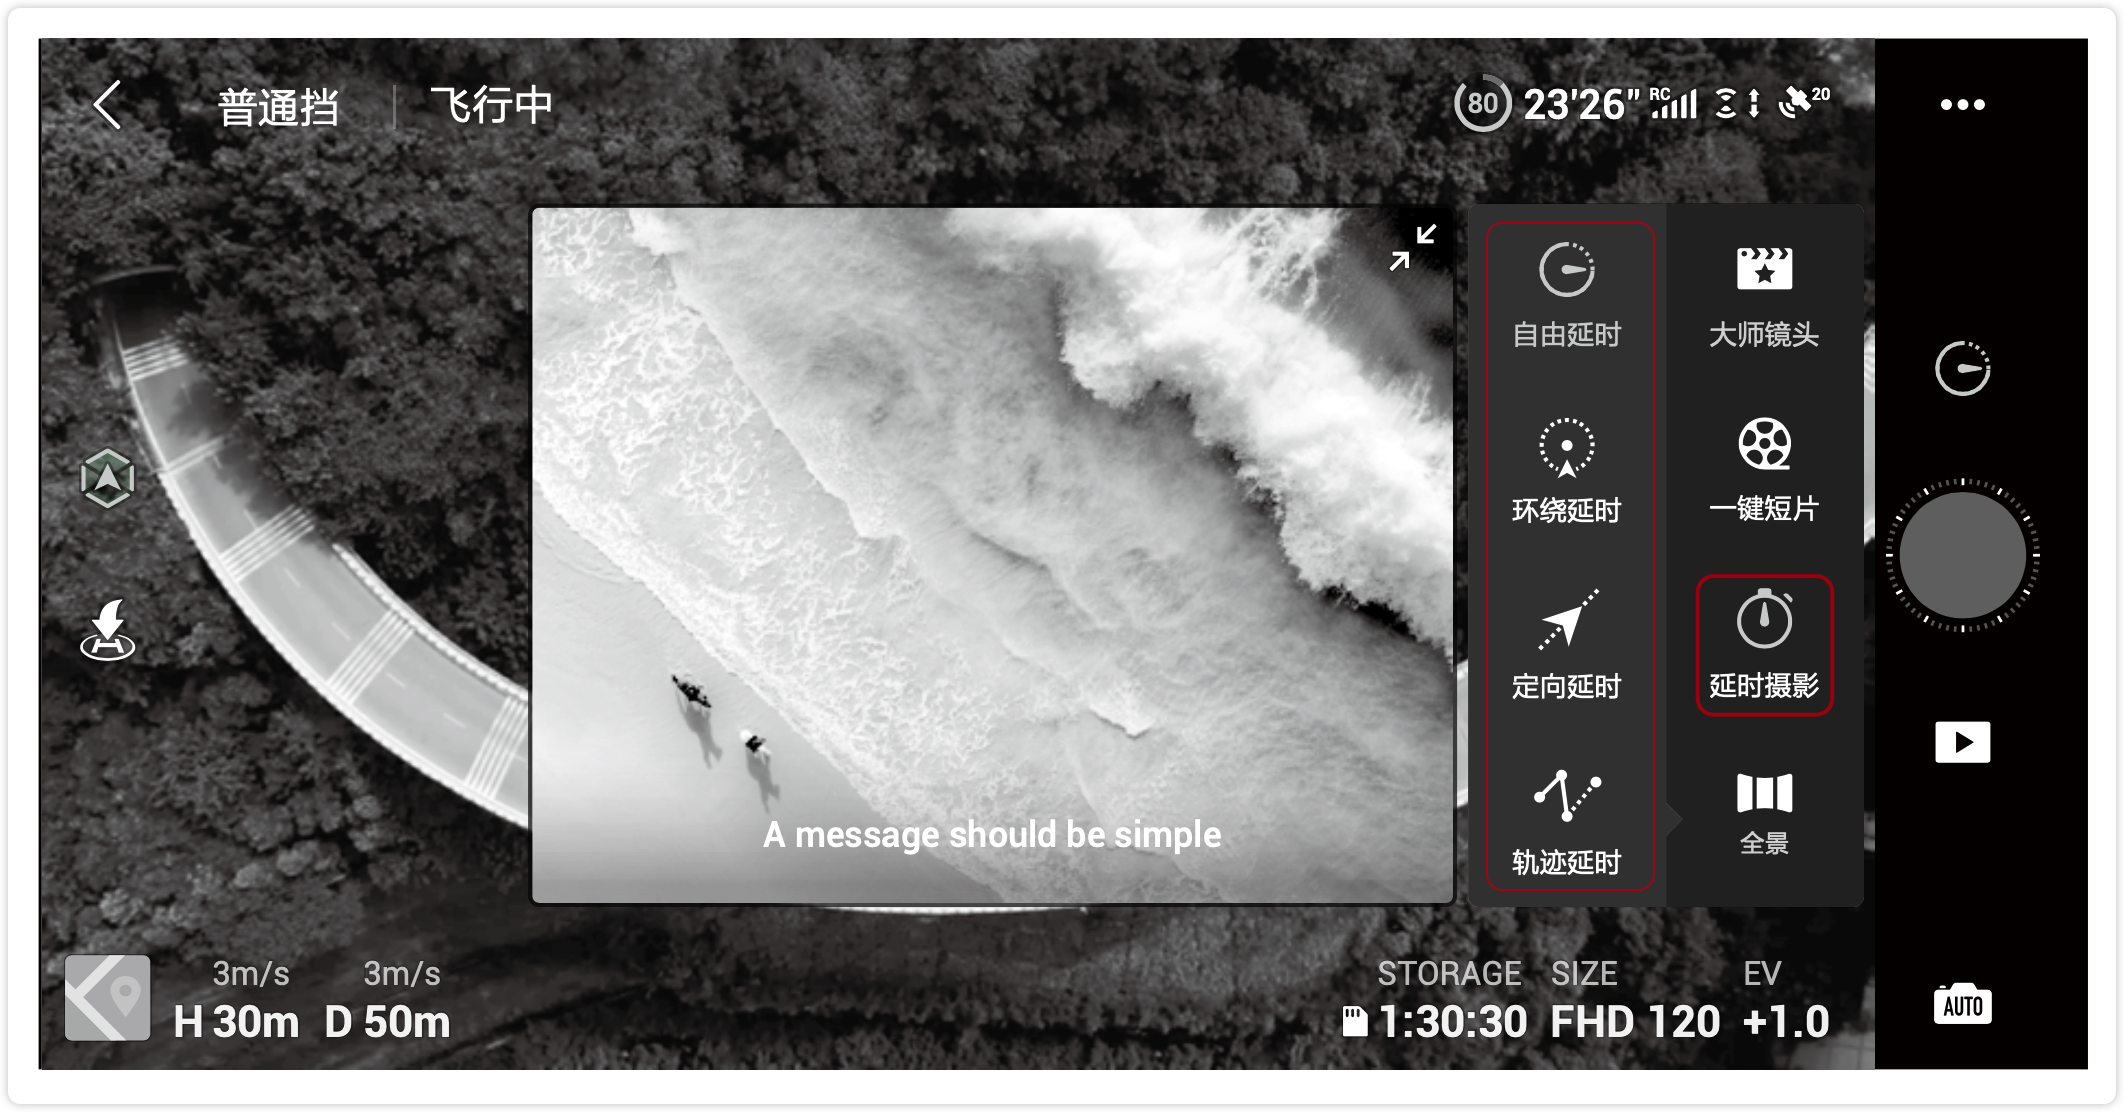 普通挡 飞行中 80 23'26" RC 20
自由延时 大师镜头
环绕延时 一键短片
定向延时 延时摄影
轨迹延时 全景
A message should be simple
3m/s 3m/s STORAGE SIZE EV
H 30m D 50m 1:30:30 FHD 120 +1.0 AUTO